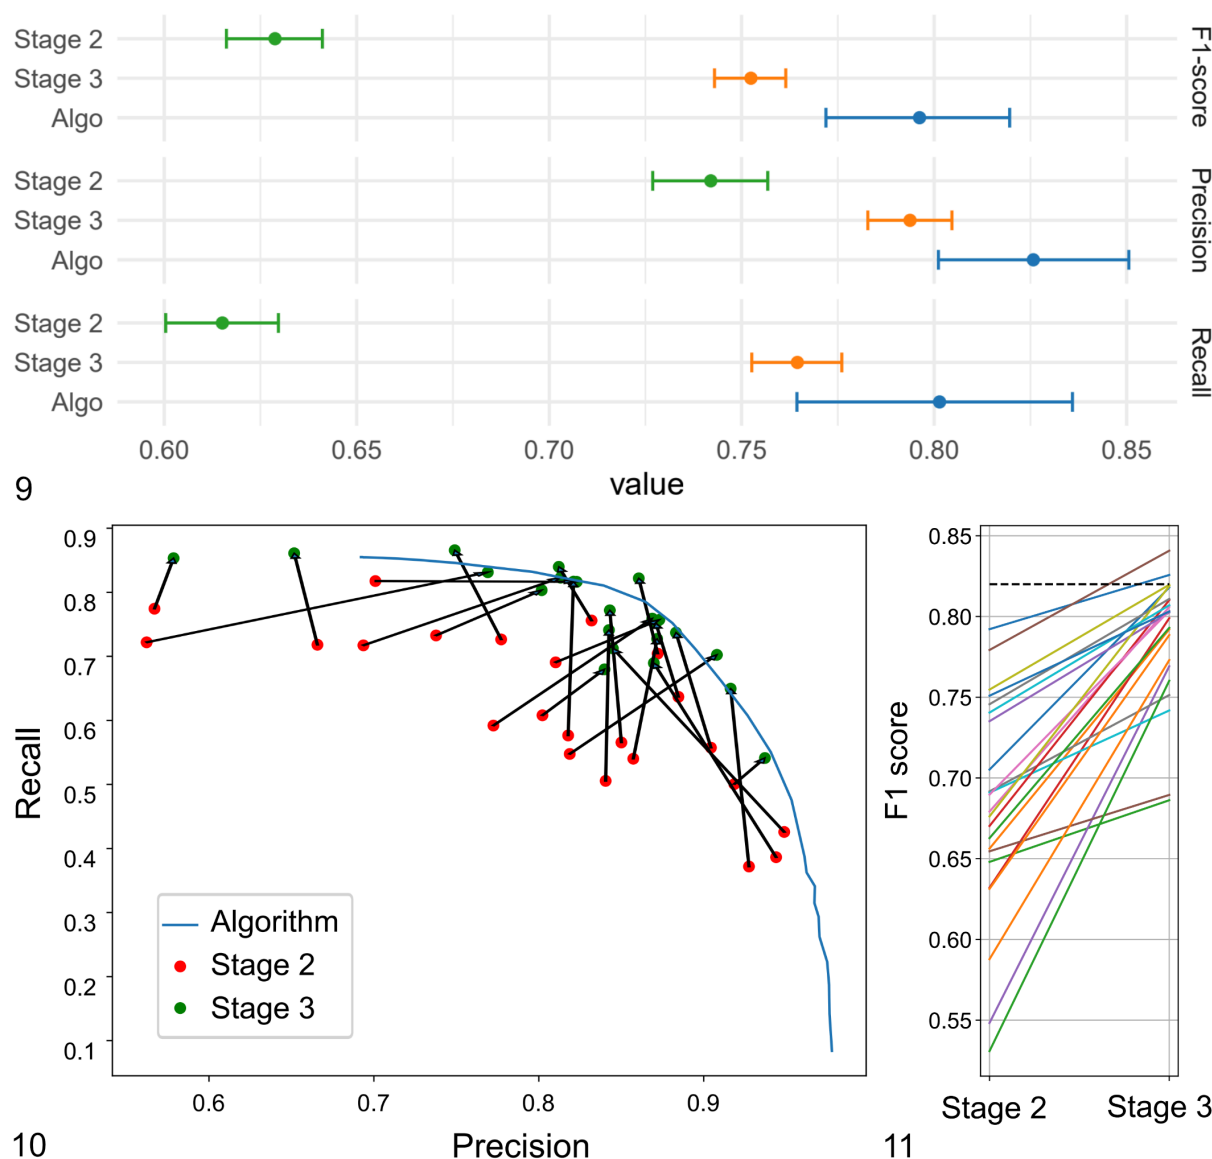 Stage 2
Stage 3
Algo
F1-score
Stage 2
Stage 3
Algo
Precision
Stage 2
Stage 3
Algo
Recall
0.60 0.65 0.70 0.75 0.80 0.85
value
9
0.9
0.8
0.7
0.6
0.5
0.4
0.3
0.2
0.1
Recall
Algorithm
Stage 2
Stage 3
0.6 0.7 0.8 0.9
Precision
10
0.85
0.80
0.75
0.70
0.65
0.60
0.55
F1 score
Stage 2 Stage 3
11